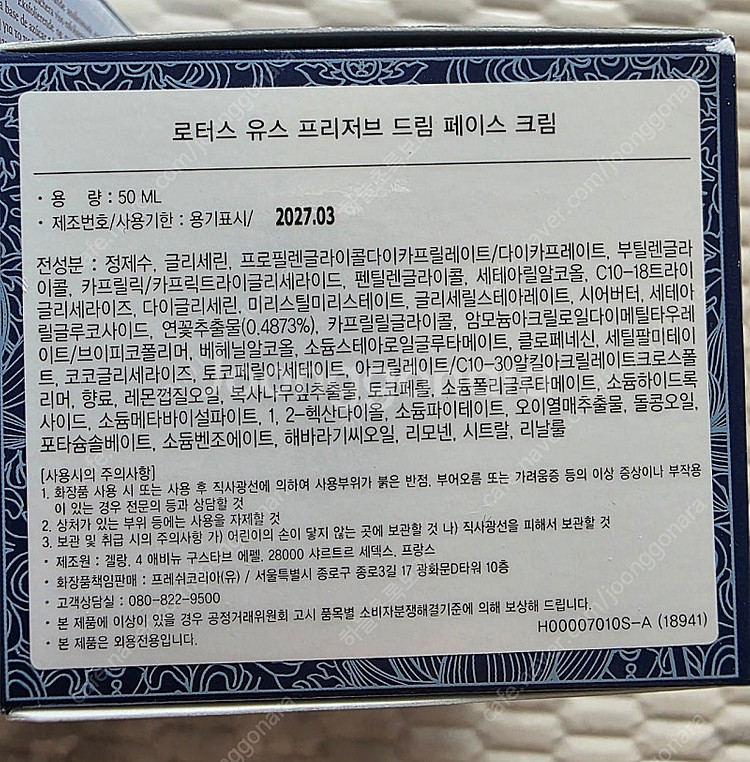 로터스 유스 프리저브 드림 페이스 크림
· 용 량 : 50 ML
· 제조번호/사용기한 : 용기표시/ 2027.03
전성분 : 정제수, 글리세린, 프로필렌글라이콜다이카프릴레이트/다이카프레이트, 부틸렌글라
이콜, 카프릴릭/카프릭트라이글리세라이드, 펜틸렌글라이콜, 세테아릴알코올, C10-18트라이
글리세라이즈, 다이글리세린, 미리스틸미리스테이트, 글리세릴스테아레이트, 시어버터, 세테아
릴글루코사이드, 연꽃추출물(0.4873%), 카프릴릴글라이콜, 암모늄아크릴로일다이메틸타우레
이트/브이피코폴리머, 베헤닐알코올, 소듐스테아로일글루타메이트, 클로페네신, 세틸팔미테이
트, 코코글리세라이즈, 토코페릴아세테이트, 아크릴레이트/C10-30알킬아크릴레이트크로스폴
리머, 향료, 레몬껍질오일, 복사나무잎추출물, 토코페롤, 소듐폴리글루타메이트, 소듐하이드록
사이드, 소듐메타바이설파이트, 1, 2-헥산다이올, 소듐파이테이트, 오이열매추출물, 돌콩오일,
포타슘솔베이트, 소듐벤조에이트, 해바라기씨오일, 리모넨, 시트랄, 리날룰
[사용시의 주의사항]
1. 화장품 사용 시 또는 사용 후 직사광선에 의하여 사용부위가 붉은 반점, 부어오름 또는 가려움증 등의 이상 증상이나 부작용
이 있는 경우 전문의 등과 상담할 것
2. 상처가 있는 부위 등에는 사용을 자제할 것
3. 보관 및 취급 시의 주의사항 가) 어린이의 손이 닿지 않는 곳에 보관할 것 나) 직사광선을 피해서 보관할 것
· 제조원 : 겔랑, 4 애비뉴 구스타브 에펠, 28000 샤르트르 세덱스, 프랑스
· 화장품책임판매 : 프레쉬코리아(유) / 서울특별시 종로구 종로3길 17 광화문D타워 10층
· 고객상담실 : 080-822-9500
· 본 제품에 이상이 있을 경우 공정거래위원회 고시 품목별 소비자분쟁해결기준에 의해 보상해 드립니다.
· 본 제품은 외용전용입니다.
H00007010S-A (18941)